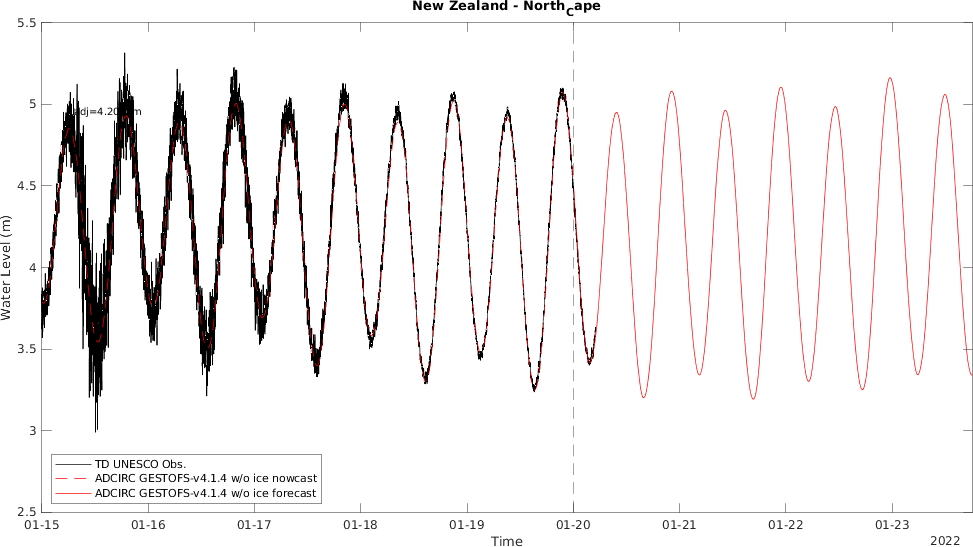 New Zealand - NorthCape
5.5
5
4.5
4
3.5
3
2.5
Water Level (m)
TD UNESCO Obs.
ADCIRC GESTOFS-v4.1.4 w/o ice nowcast
ADCIRC GESTOFS-v4.1.4 w/o ice forecast
01-15
01-16
01-17
01-18
01-19
01-20
01-21
01-22
01-23
Time
2022